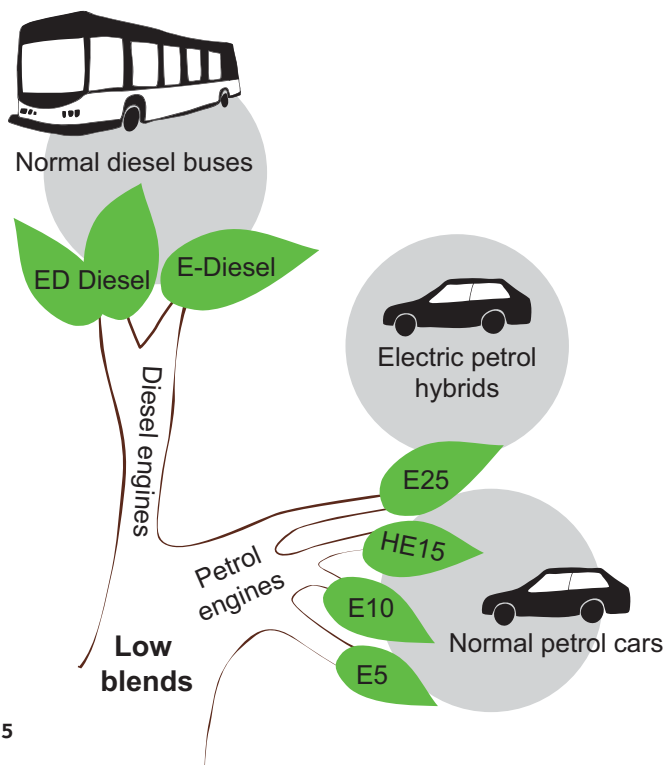 Normal diesel buses
ED Diesel
E-Diesel
Diesel engines
Electric petrol
hybrids
E25
HE15
Petrol
engines
E10
Normal petrol cars
Low
blends
E5
5